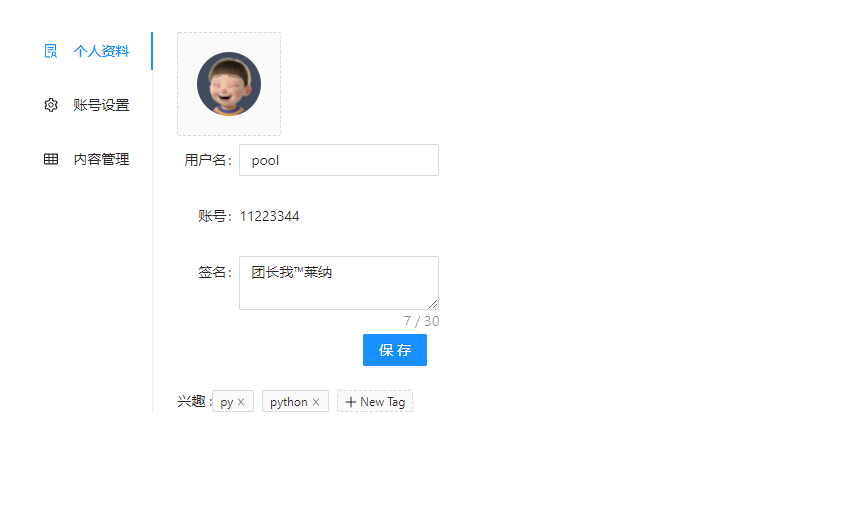 个人资料
账号设置
内容管理
用户名: pool
账号: 11223344
签名: 团长我™莱纳
7 / 30
保 存
兴趣 : py × python × + New Tag